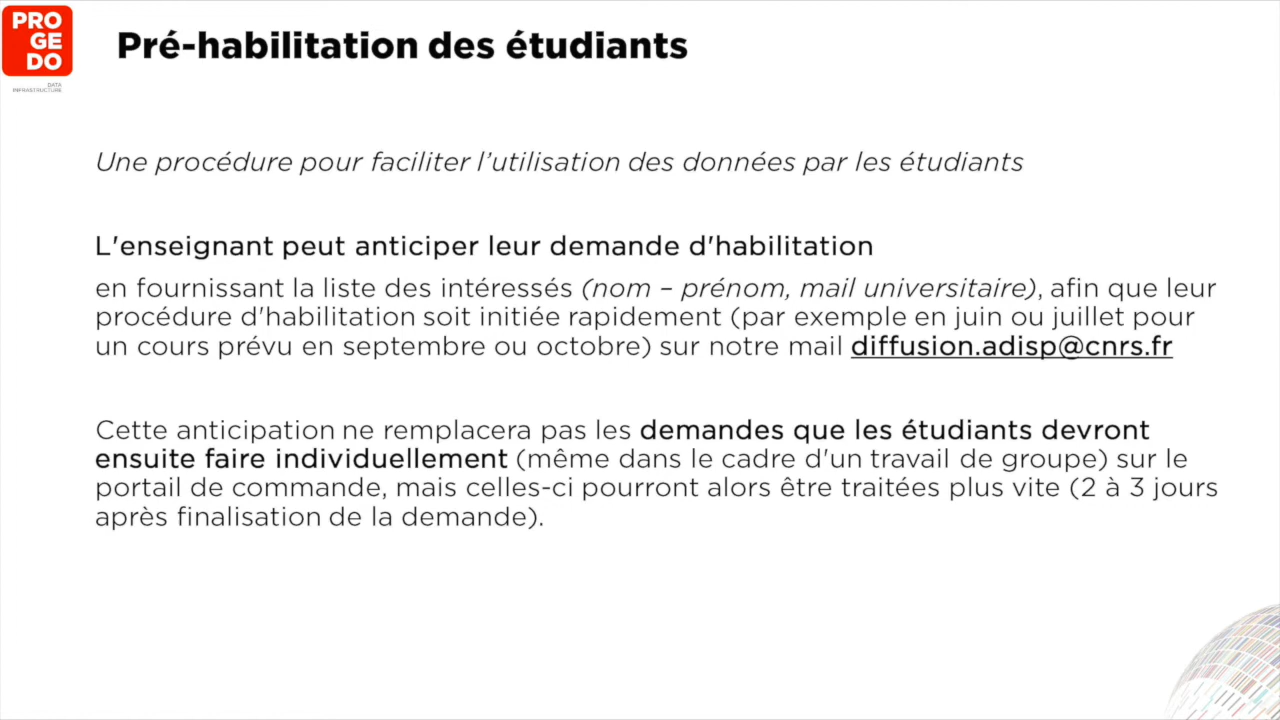 PRO
GE
DO
DATA
INFRASTRUCTURE
Pré-habilitation des étudiants
Une procédure pour faciliter l’utilisation des données par les étudiants
L'enseignant peut anticiper leur demande d'habilitation
en fournissant la liste des intéressés (nom – prénom, mail universitaire), afin que leur
procédure d'habilitation soit initiée rapidement (par exemple en juin ou juillet pour
un cours prévu en septembre ou octobre) sur notre mail diffusion.adisp@cnrs.fr
Cette anticipation ne remplacera pas les demandes que les étudiants devront
ensuite faire individuellement (même dans le cadre d'un travail de groupe) sur le
portail de commande, mais celles-ci pourront alors être traitées plus vite (2 à 3 jours
après finalisation de la demande).